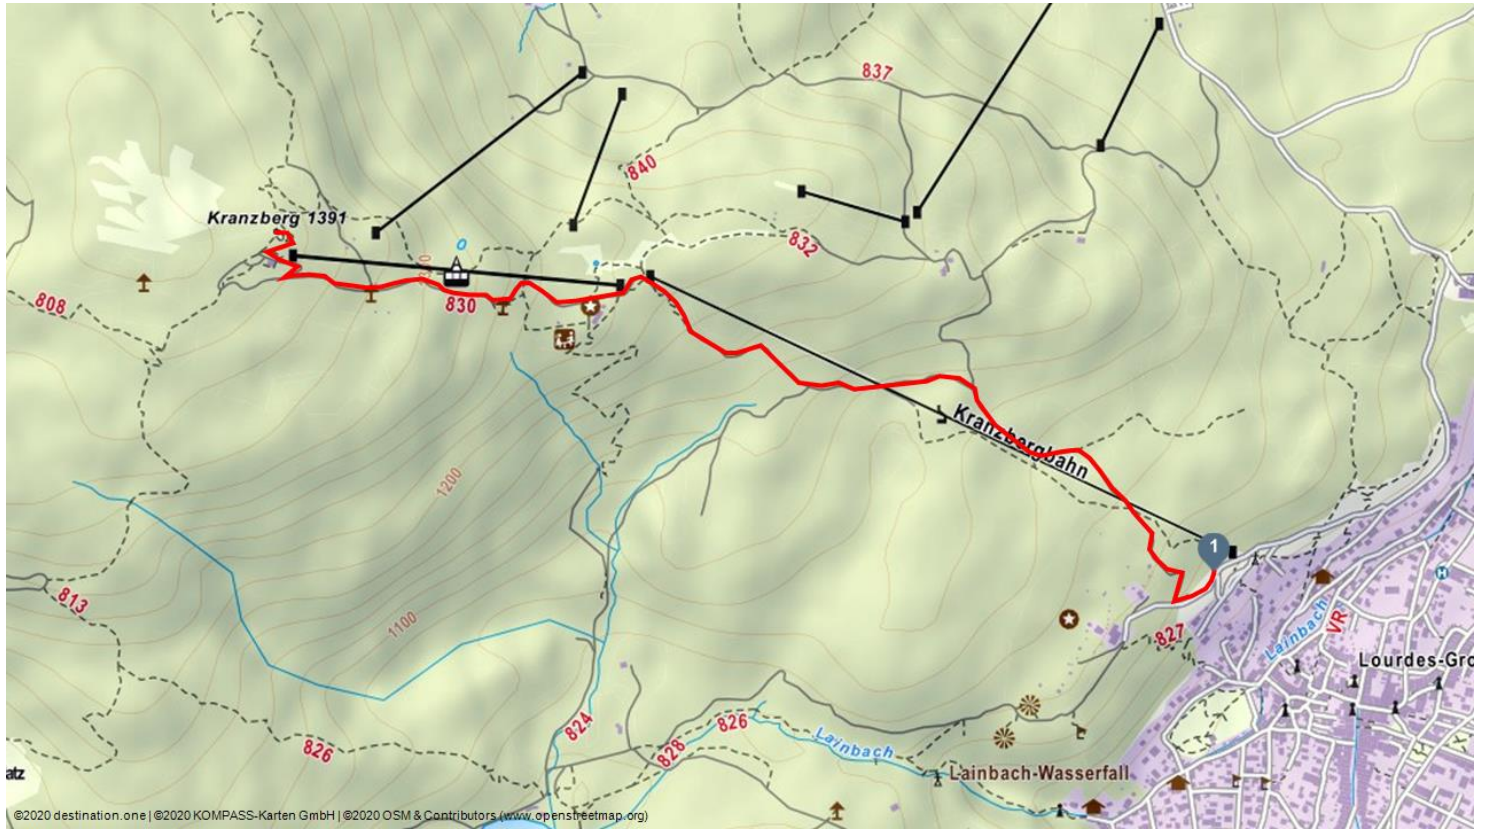 837
840
Kranzberg 1391
832
830
808
Kranzbergbahn
1200
1
813
1100
827
Lainbach
VR
H
Lourdes-Gro
824
826
828
826
Lainbach
Lainbach-Wasserfall
atz
©2020 destination.one | ©2020 KOMPASS-Karten GmbH | ©2020 OSM & Contributors (www.openstreetmap.org)